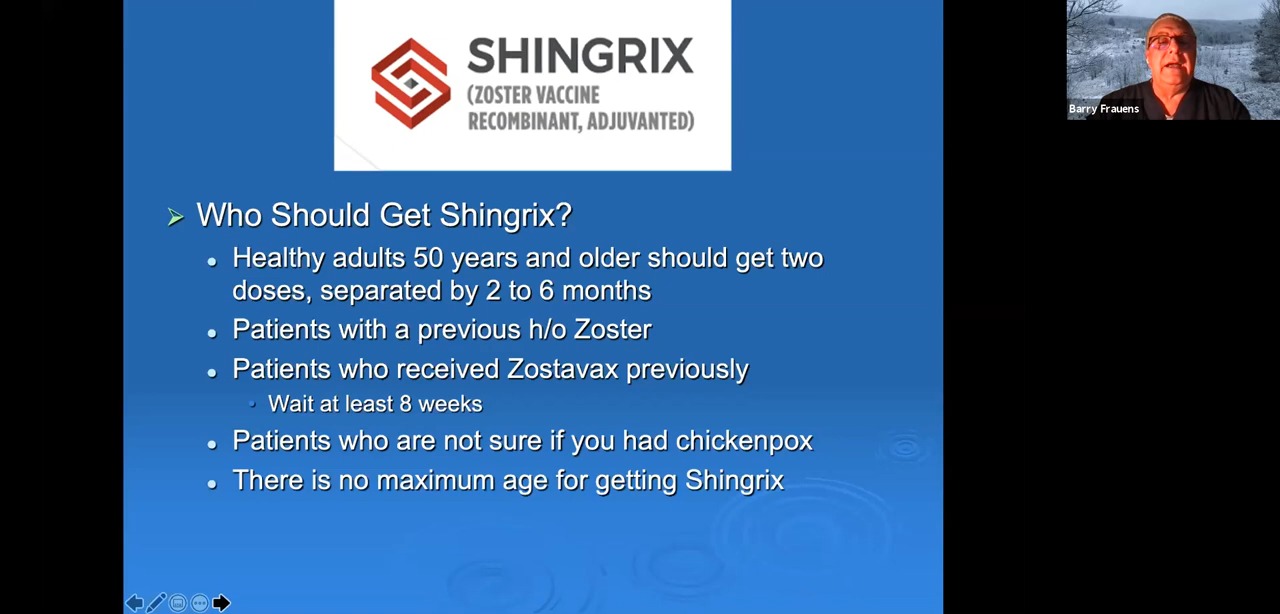 SHINGRIX
(ZOSTER VACCINE
RECOMBINANT, ADJUVANTED)
Barry Frauens
Who Should Get Shingrix?
Healthy adults 50 years and older should get two
doses, separated by 2 to 6 months
Patients with a previous h/o Zoster
Patients who received Zostavax previously
Wait at least 8 weeks
Patients who are not sure if you had chickenpox
There is no maximum age for getting Shingrix